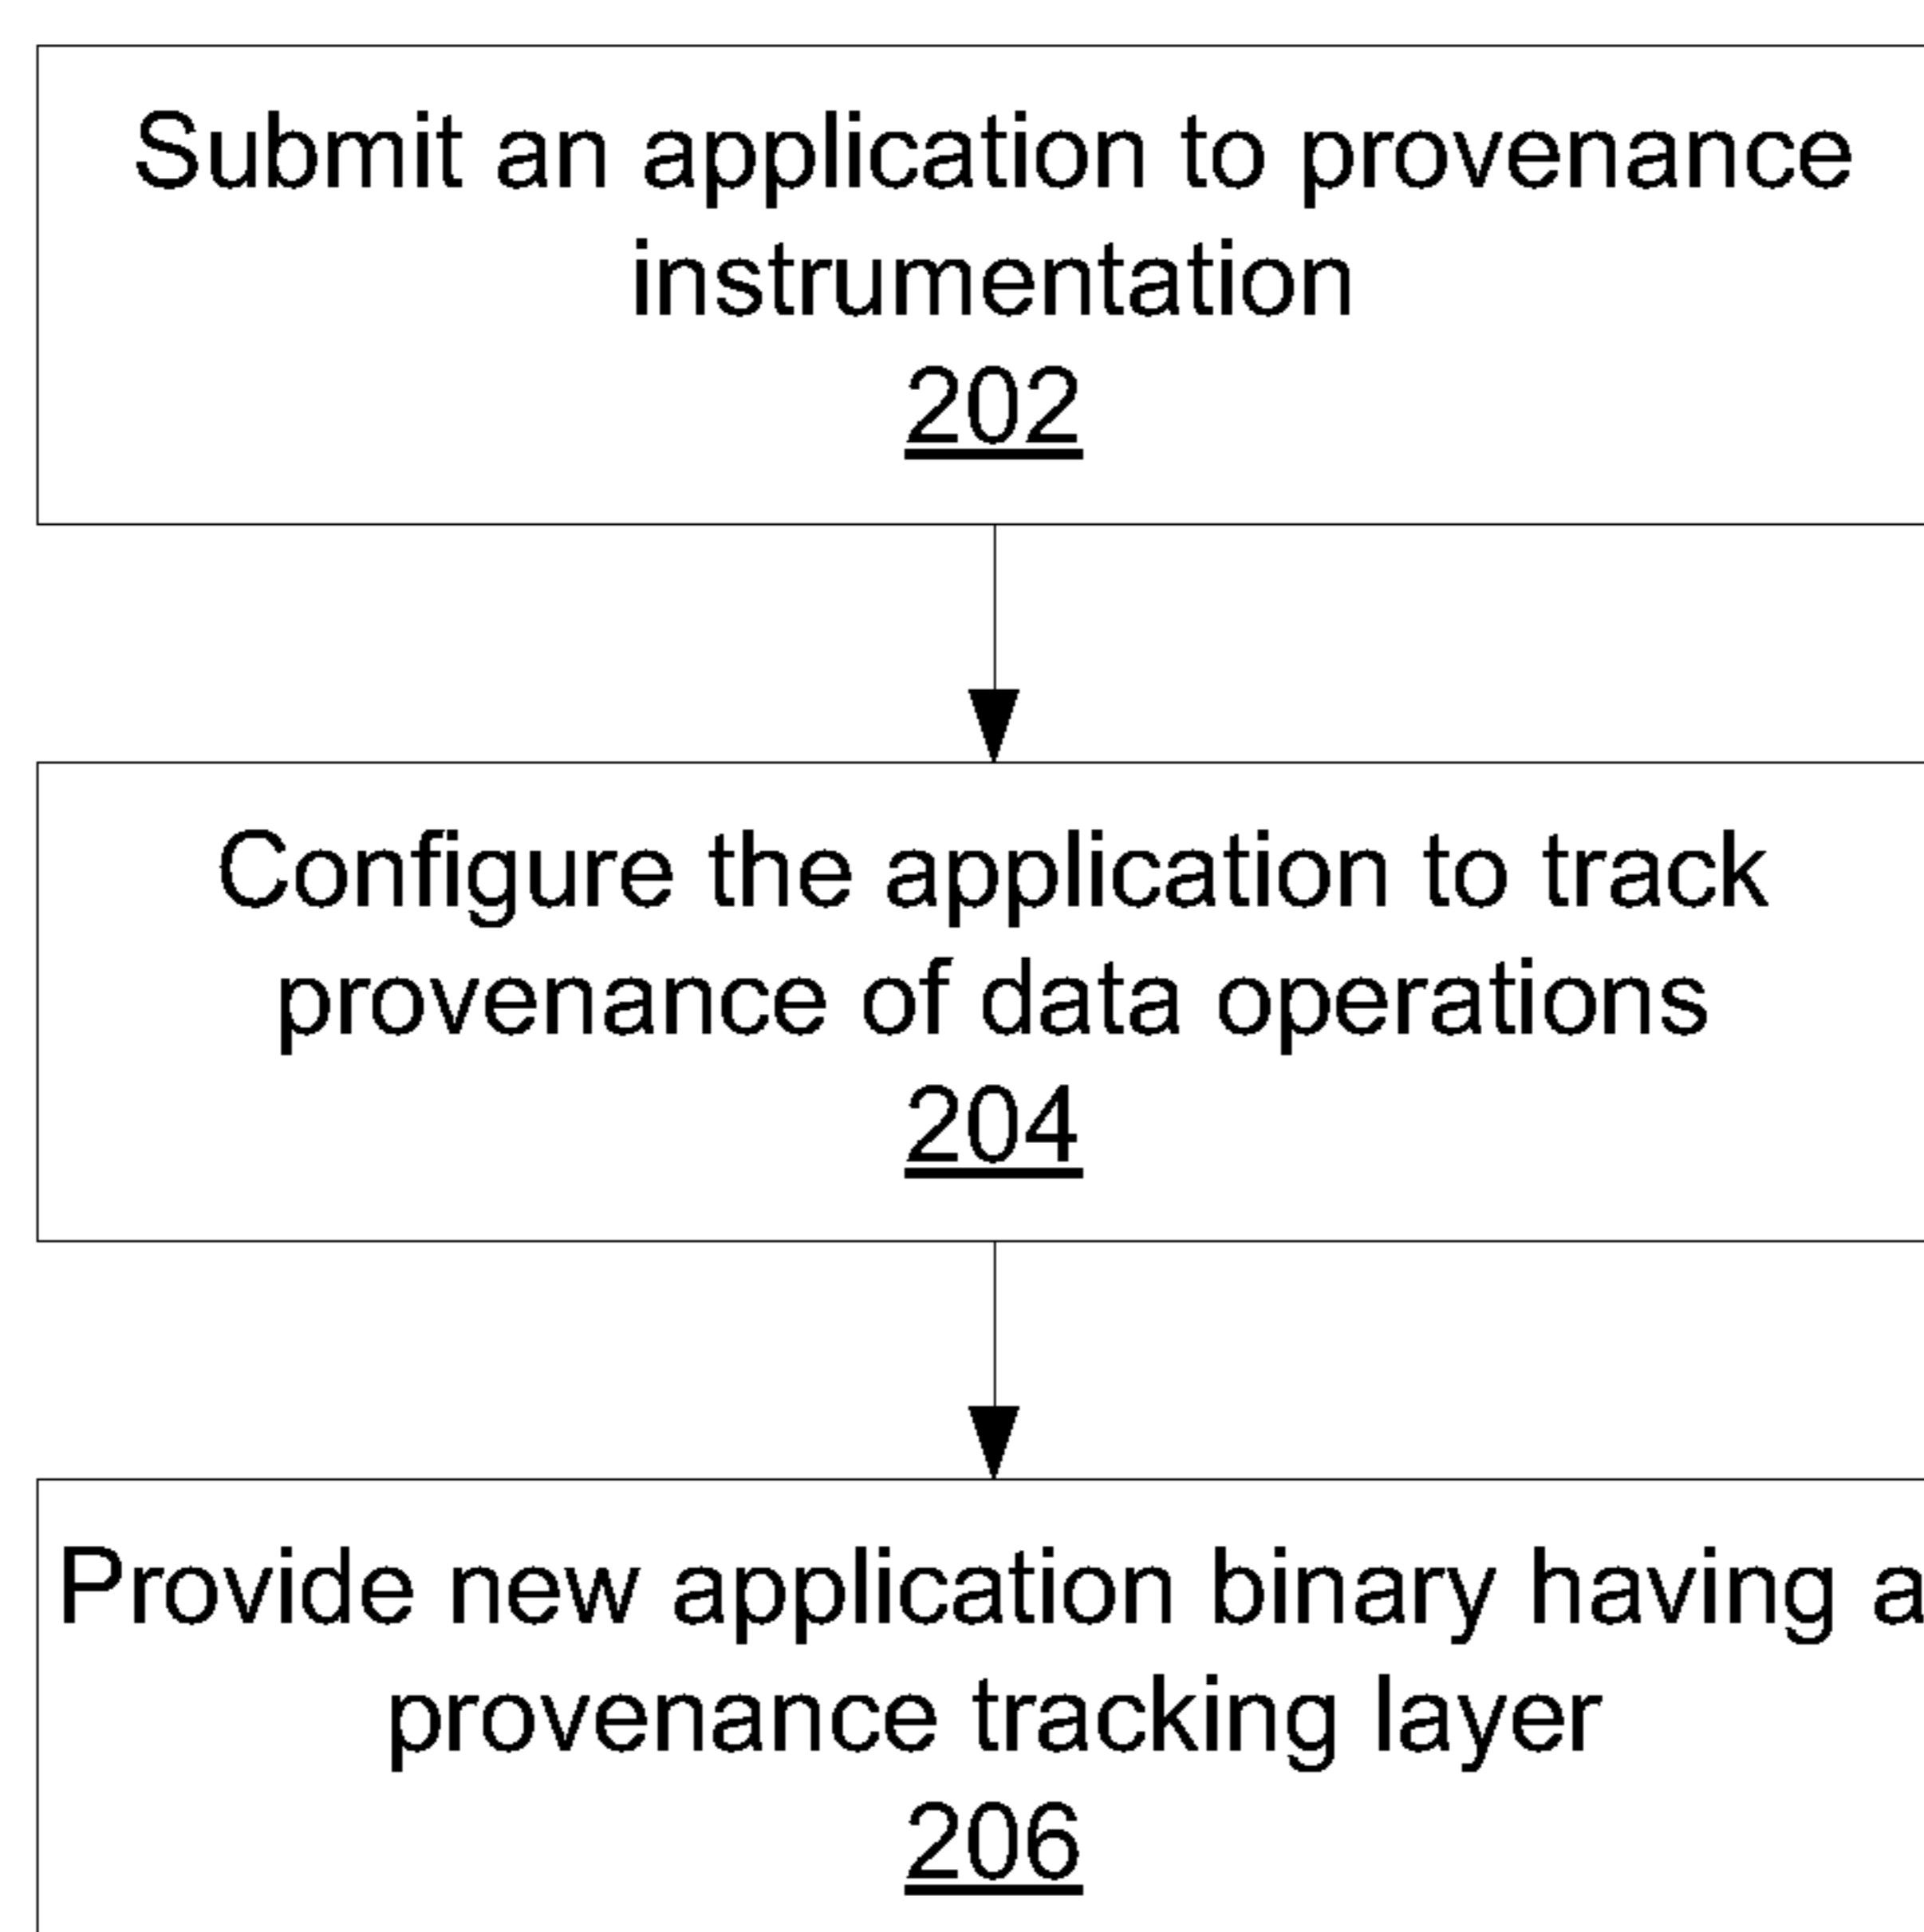 Submit an application to provenance
instrumentation
202
Configure the application to track
provenance of data operations
204
Provide new application binary having a
provenance tracking layer
206